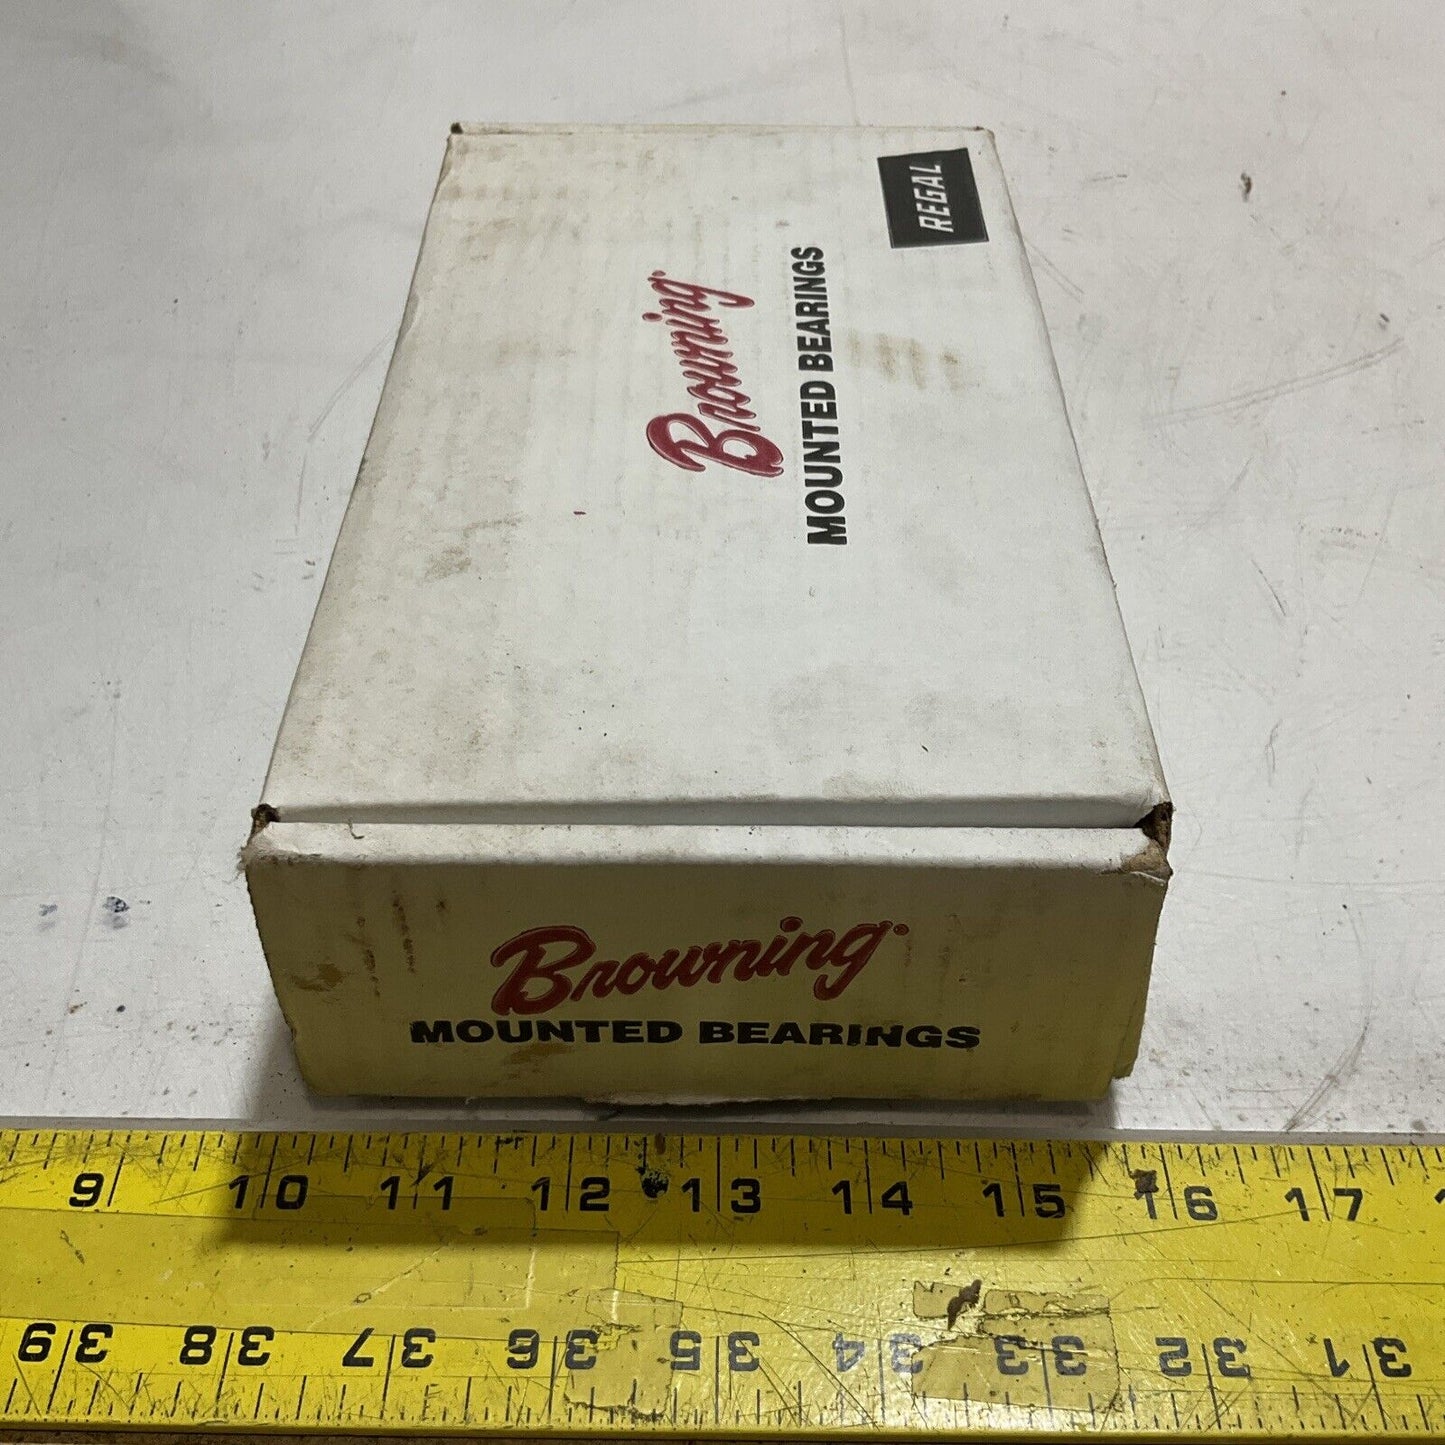 REGAL
Browning®
MOUNTED BEARINGS
Browning®
MOUNTED BEARINGS
9 10 11 12 13 14 15 16 17
39 38 37 36 35 34 33 32 31